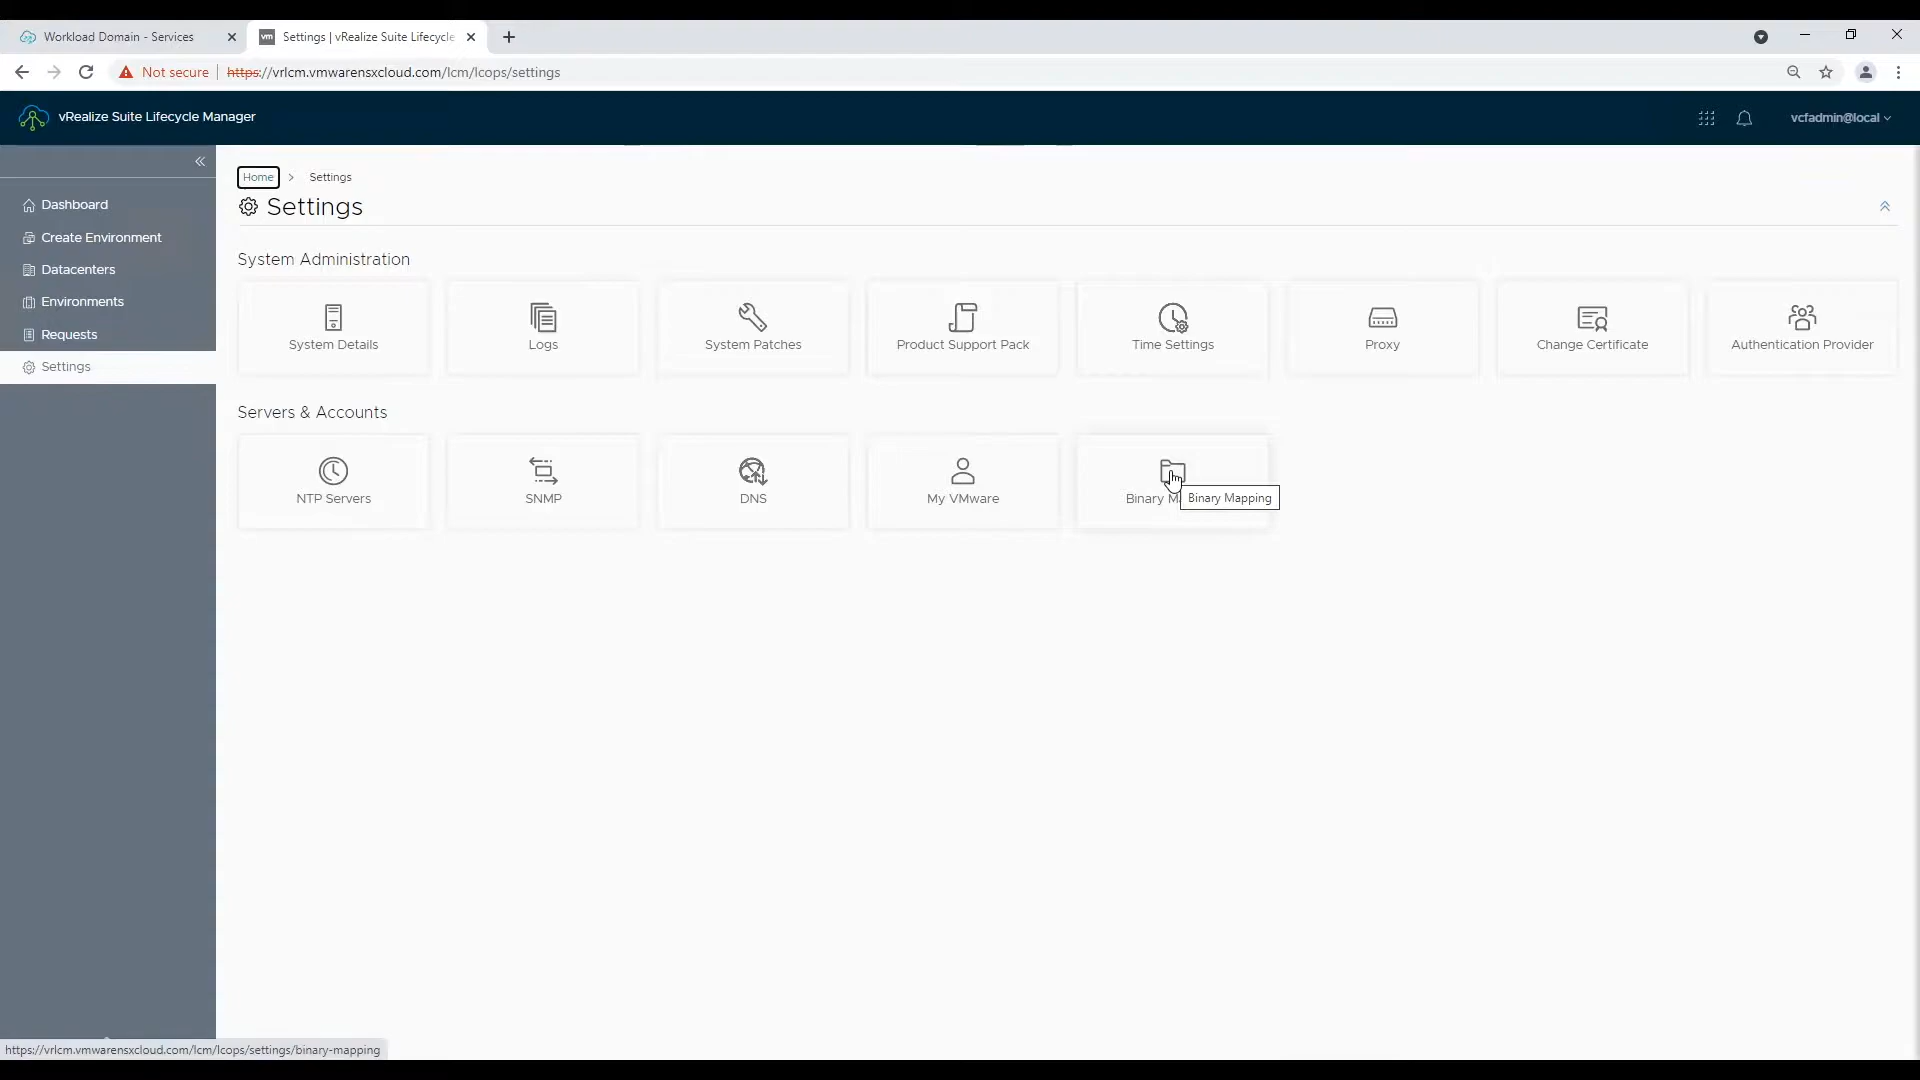 Workload Domain - Services
Settings | vRealize Suite Lifecycle
Not secure
https://vrlcm.vmwarensxcloud.com/lcm/lcops/settings
vRealize Suite Lifecycle Manager
vcfadmin@local
Dashboard
Create Environment
Datacenters
Environments
Requests
Settings
Home > Settings
Settings
System Administration
System Details
Logs
System Patches
Product Support Pack
Time Settings
Proxy
Change Certificate
Authentication Provider
Servers & Accounts
NTP Servers
SNMP
DNS
My VMware
Binary M
Binary Mapping
https://vrlcm.vmwarensxcloud.com/lcm/lcops/settings/binary-mapping